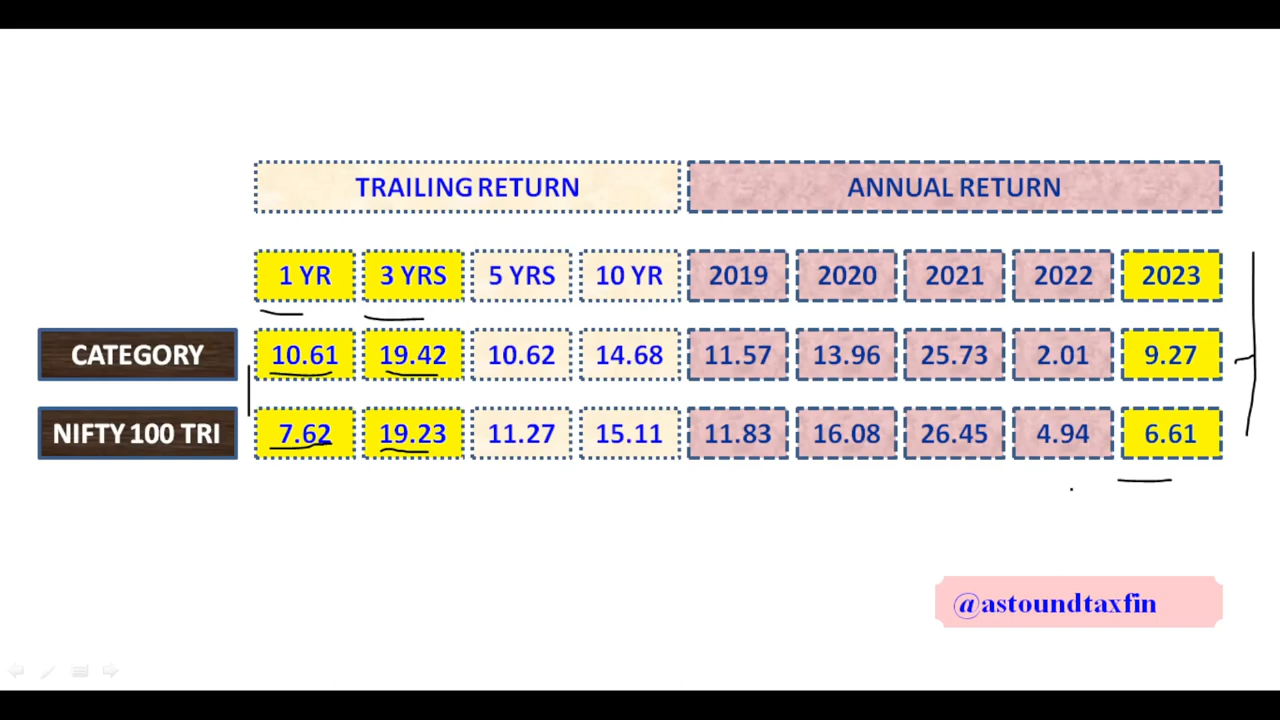 TRAILING RETURN ANNUAL RETURN
1 YR 3 YRS 5 YRS 10 YR 2019 2020 2021 2022 2023
CATEGORY 10.61 19.42 10.62 14.68 11.57 13.96 25.73 2.01 9.27
NIFTY 100 TRI 7.62 19.23 11.27 15.11 11.83 16.08 26.45 4.94 6.61
@astoundtaxfin